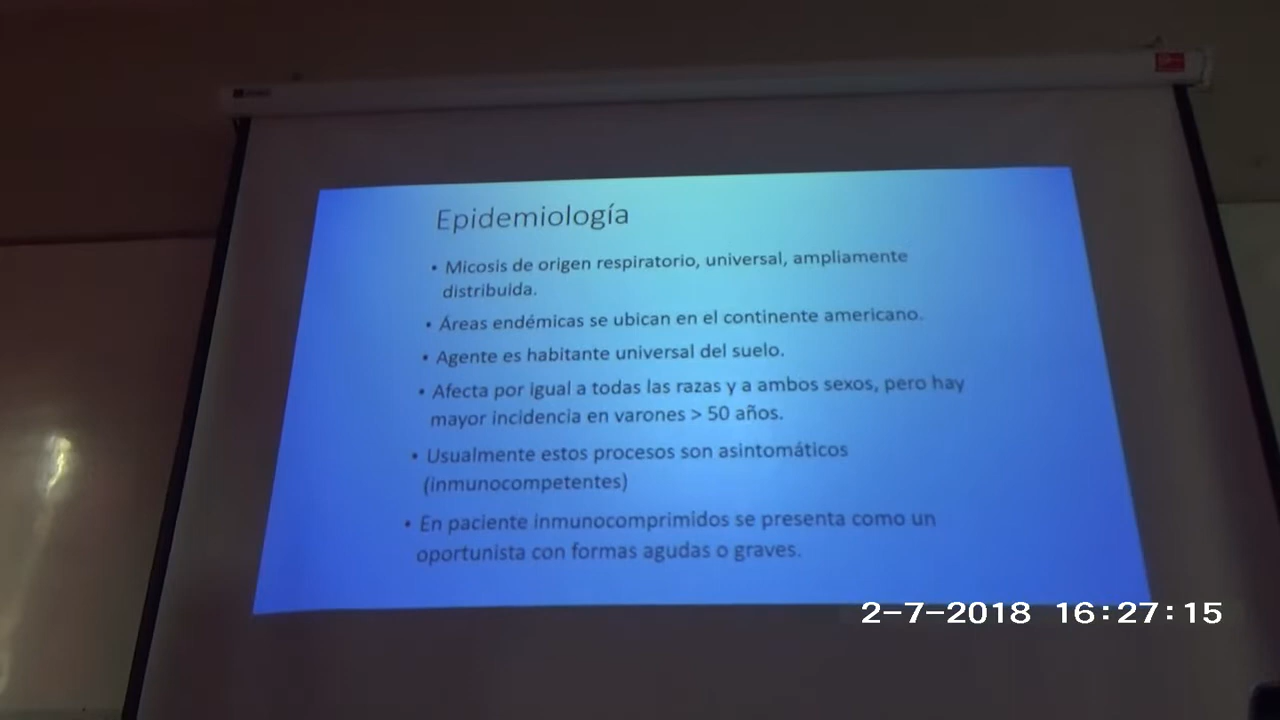 Epidemiología
• Micosis de origen respiratorio, universal, ampliamente
distribuida.
• Áreas endémicas se ubican en el continente americano.
• Agente es habitante universal del suelo.
• Afecta por igual a todas las razas y a ambos sexos, pero hay
mayor incidencia en varones > 50 años.
• Usualmente estos procesos son asintomáticos
(inmunocompetentes)
• En paciente inmunocomprimidos se presenta como un
oportunista con formas agudas o graves.
2-7-2018 16:27:15